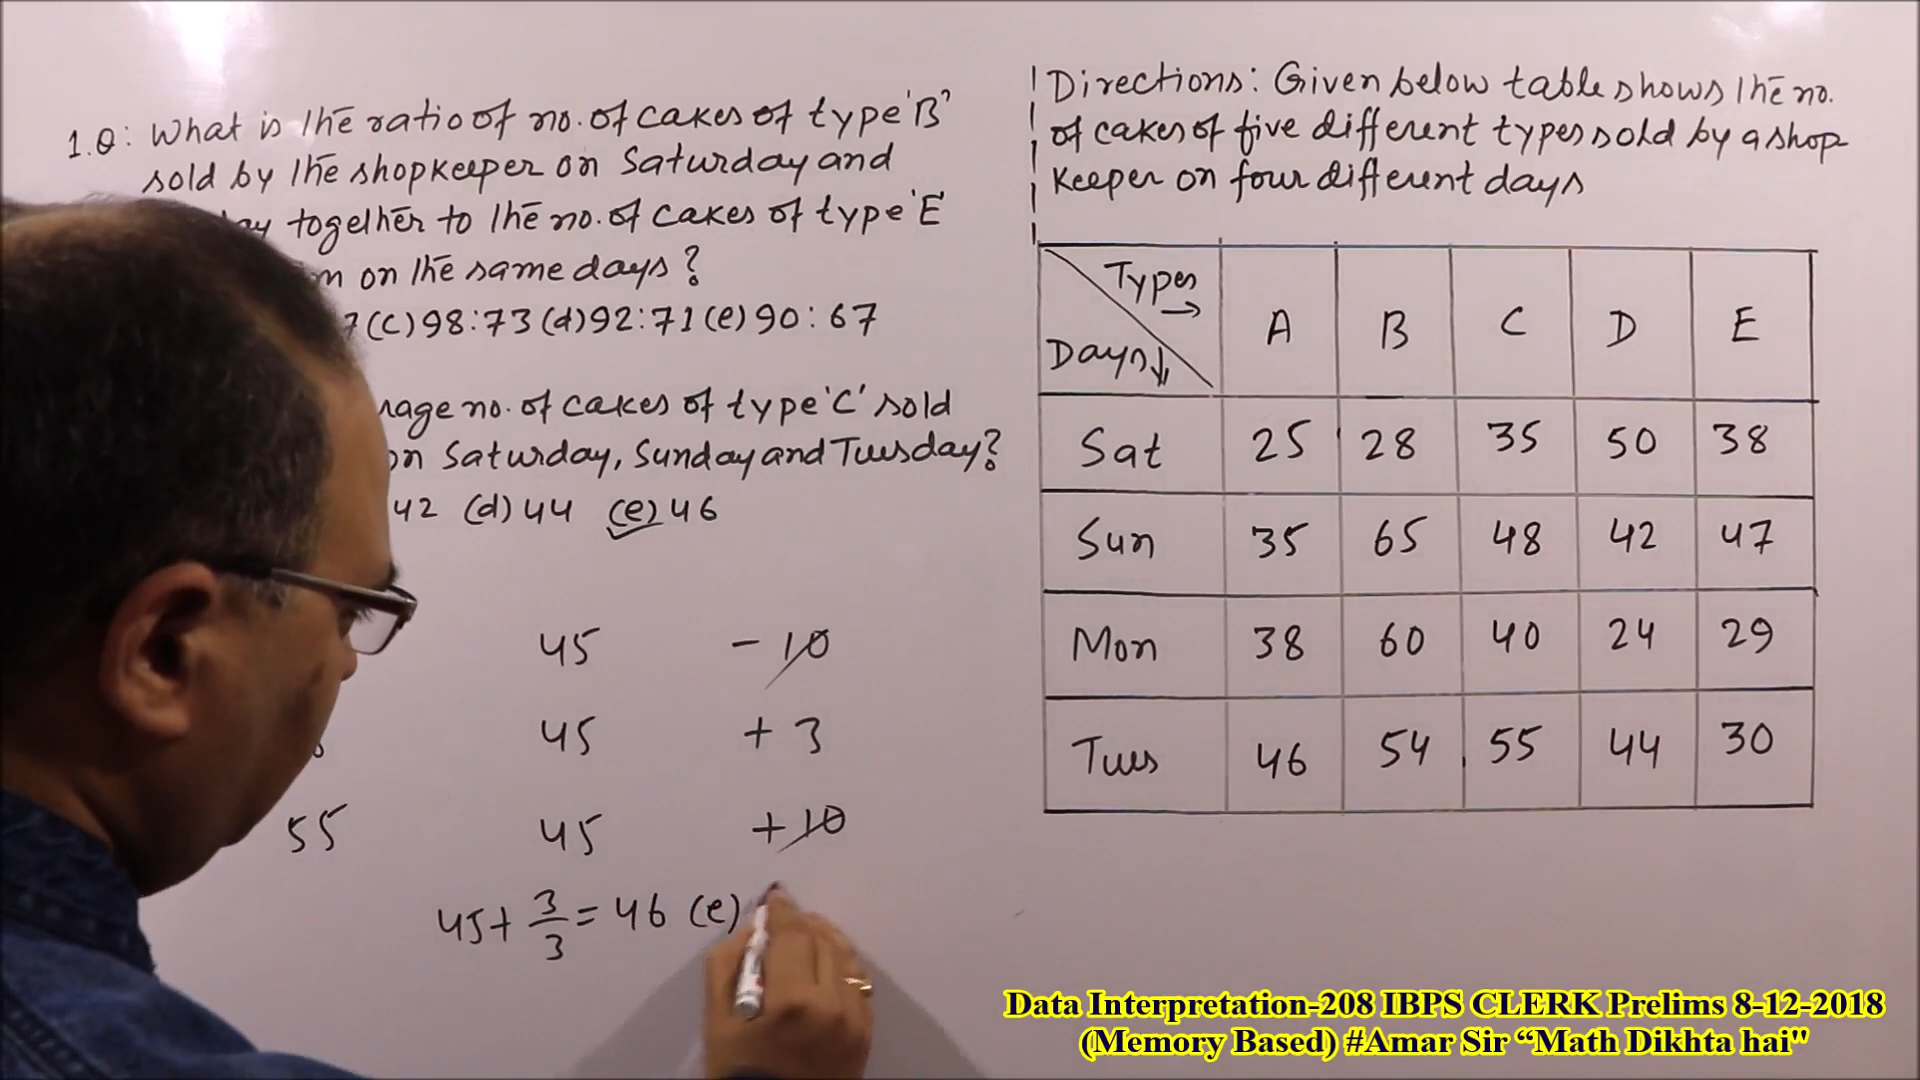 1.Q: What is the ratio of no. of cakes of type 'B'
sold by the shopkeeper on Saturday and
together to the no. of cakes of type 'E'
on the same days?
7 (c) 98:73 (d) 92:71 (e) 90:67
no. of cakes of type 'C' sold
on Saturday, Sunday and Tuesday?
42 (d) 44 (e) 46
45 - 10
45 + 3
55 45 + 10
45 + 3/3 = 46 (e)
Directions: Given below table shows the no.
of cakes of five different types sold by a shop
keeper on four different days
Types → A B C D E
Days ↓
Sat 25 28 35 50 38
Sun 35 65 48 42 47
Mon 38 60 40 24 29
Tues 46 54 55 44 30
Data Interpretation-208 IBPS CLERK Prelims 8-12-2018
(Memory Based) #Amar Sir “Math Dikhta hai"